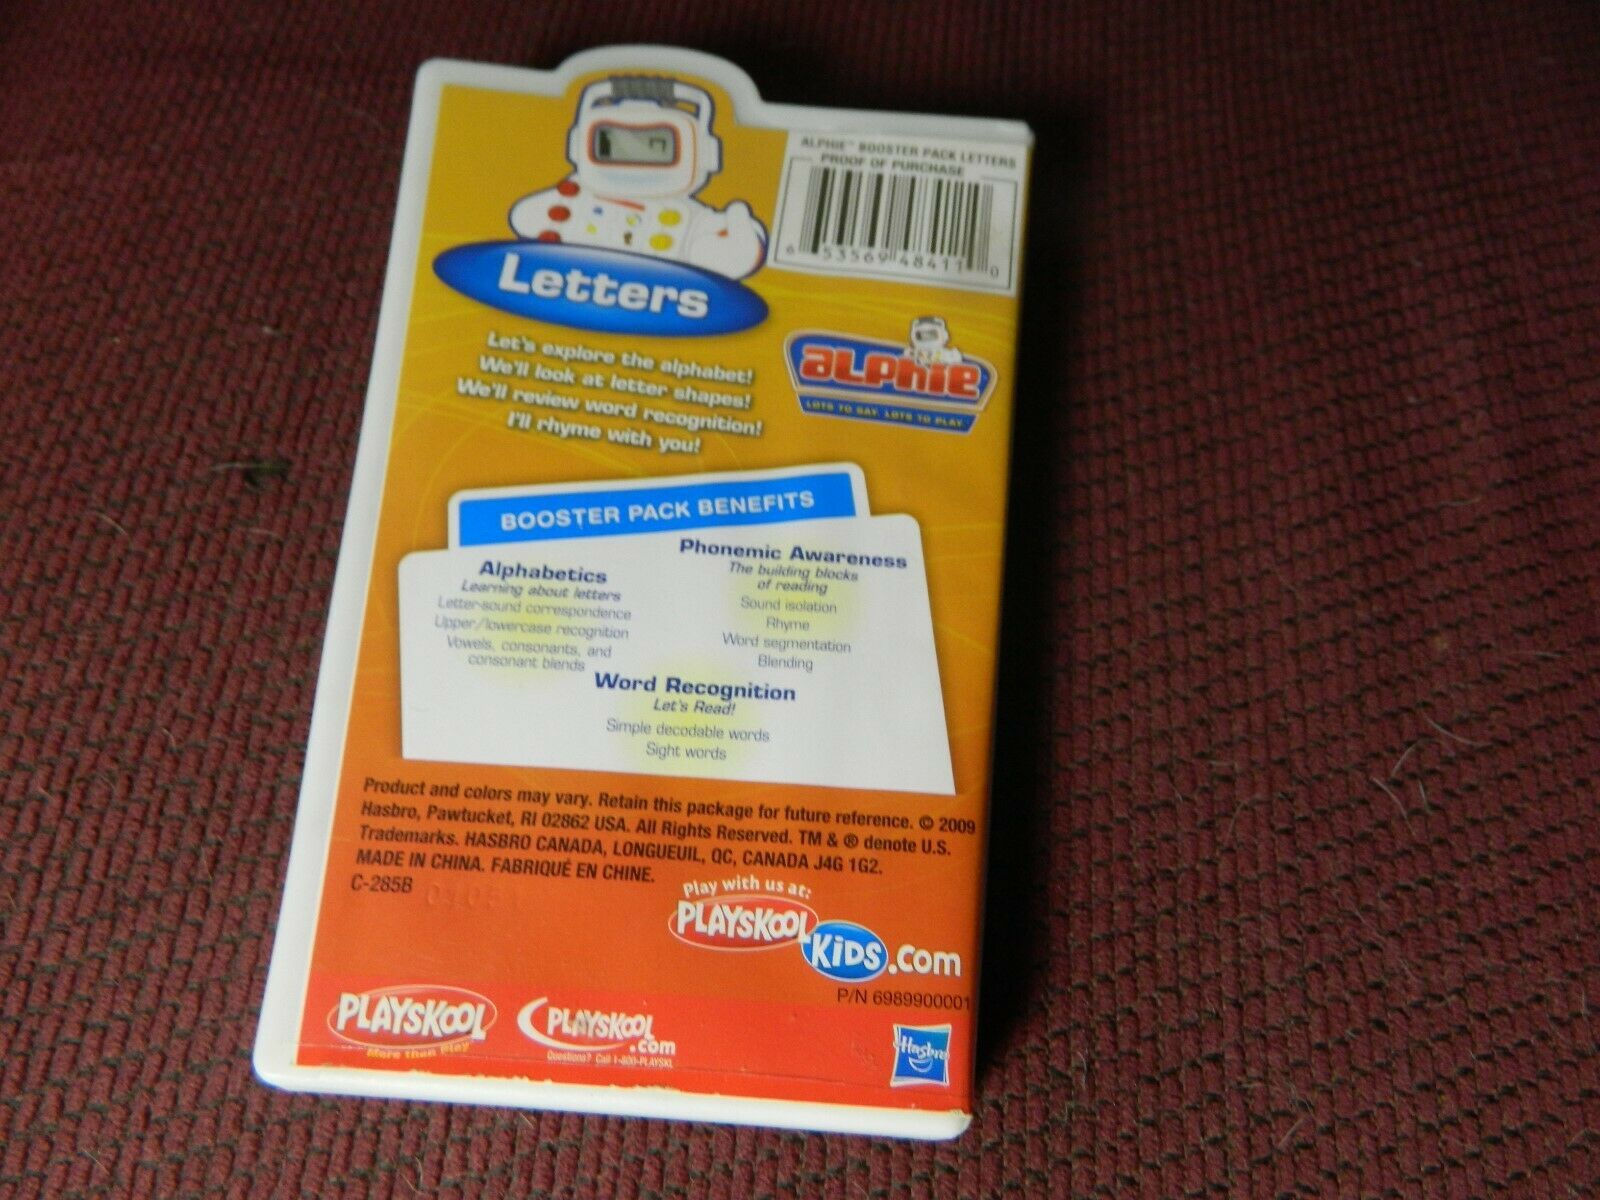 ALPHIE™ BOOSTER PACK LETTERS
PROOF OF PURCHASE
6 53569 48411 0
Letters
Let's explore the alphabet!
We'll look at letter shapes!
We'll review word recognition!
I'll rhyme with you!
ALPHIE
LOTS TO SAY. LOTS TO PLAY.
BOOSTER PACK BENEFITS
Alphabetics
Learning about letters
Letter-sound correspondence
Upper/lowercase recognition
Vowels, consonants, and
consonant blends
Phonemic Awareness
The building blocks
of reading
Sound isolation
Rhyme
Word segmentation
Blending
Word Recognition
Let's Read!
Simple decodable words
Sight words
Product and colors may vary. Retain this package for future reference. © 2009
Hasbro, Pawtucket, RI 02862 USA. All Rights Reserved. TM & ® denote U.S.
Trademarks. HASBRO CANADA, LONGUEUIL, QC, CANADA J4G 1G2.
MADE IN CHINA. FABRIQUÉ EN CHINE.
C-285B
Play with us at:
PLAYSKOOL KIDS.com
P/N 6989900001
PLAYSKOOL
More than Play
PLAYSKOOL
.com
Questions? Call 1-800-PLAYSKL
Hasbro